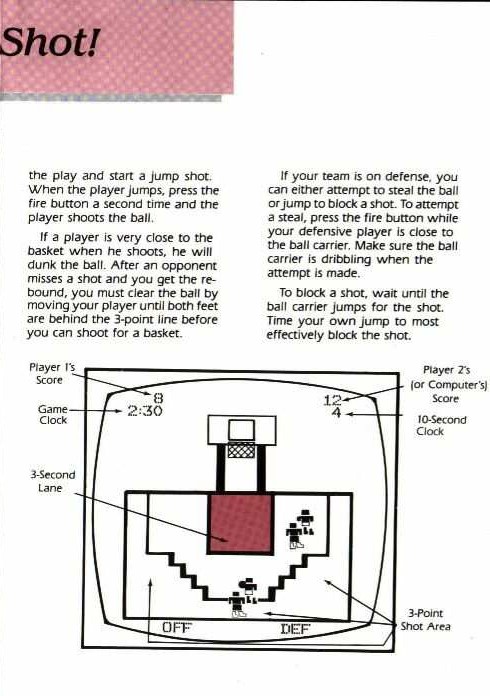 Shot!
the play and start a jump shot.
When the player jumps, press the
fire button a second time and the
player shoots the ball.
If a player is very close to the
basket when he shoots, he will
dunk the ball. After an opponent
misses a shot and you get the re-
bound, you must clear the ball by
moving your player until both feet
are behind the 3-point line before
you can shoot for a basket.
If your team is on defense, you
can either attempt to steal the ball
or jump to block a shot. To attempt
a steal, press the fire button while
your defensive player is close to
the ball carrier. Make sure the ball
carrier is dribbling when the
attempt is made.
To block a shot, wait until the
ball carrier jumps for the shot.
Time your own jump to most
effectively block the shot.
Player 1's
Score
Game
Clock
3-Second
Lane
8
2:30
12
4
Player 2's
(or Computer's)
Score
10-Second
Clock
3-Point
Shot Area
OFF
DEF